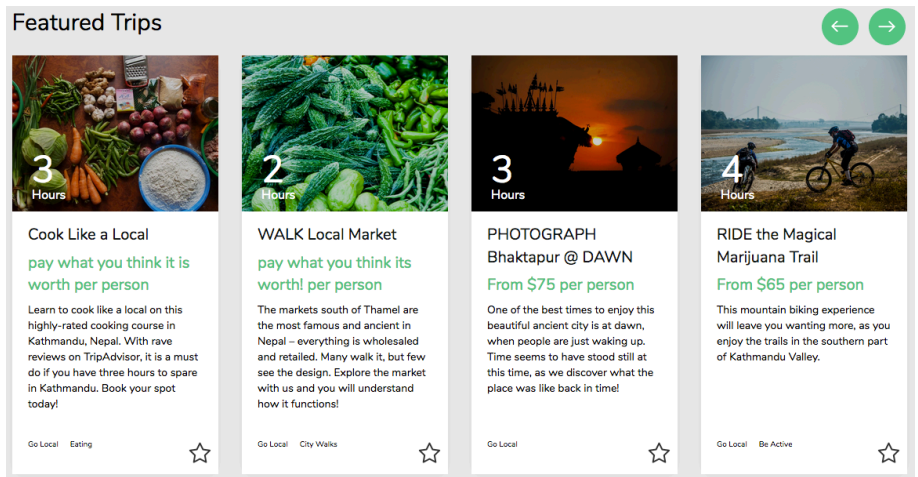 Featured Trips
3
Hours
Cook Like a Local
pay what you think it is
worth per person
Learn to cook like a local on this
highly-rated cooking course in
Kathmandu, Nepal. With rave
reviews on TripAdvisor, it is a must
do if you have three hours to spare
in Kathmandu. Book your spot
today!
Go Local Eating
2
Hours
WALK Local Market
pay what you think its
worth! per person
The markets south of Thamel are
the most famous and ancient in
Nepal – everything is wholesaled
and retailed. Many walk it, but few
see the design. Explore the market
with us and you will understand
how it functions!
Go Local City Walks
3
Hours
PHOTOGRAPH
Bhaktapur @ DAWN
From $75 per person
One of the best times to enjoy this
beautiful ancient city is at dawn,
when people are just waking up.
Time seems to have stood still at
this time, as we discover what the
place was like back in time!
Go Local
4
Hours
RIDE the Magical
Marijuana Trail
From $65 per person
This mountain biking experience
will leave you wanting more, as you
enjoy the trails in the southern part
of Kathmandu Valley.
Go Local Be Active